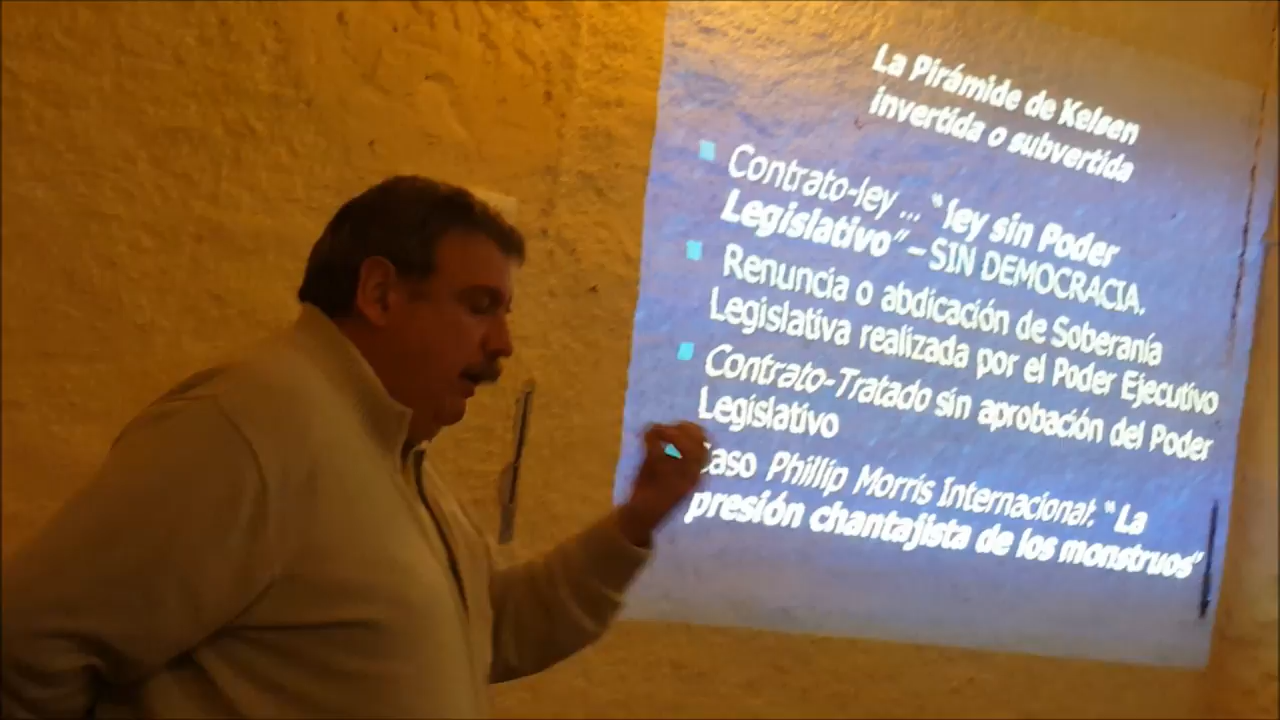 La Pirámide de Kelsen
invertida o subvertida
Contrato-ley ... "ley sin Poder
Legislativo" – SIN DEMOCRACIA.
Renuncia o abdicación de Soberanía
Legislativa realizada por el Poder Ejecutivo
Contrato-Tratado sin aprobación del Poder
Legislativo
Caso Phillip Morris Internacional. "La
presión chantajista de los monstruos"